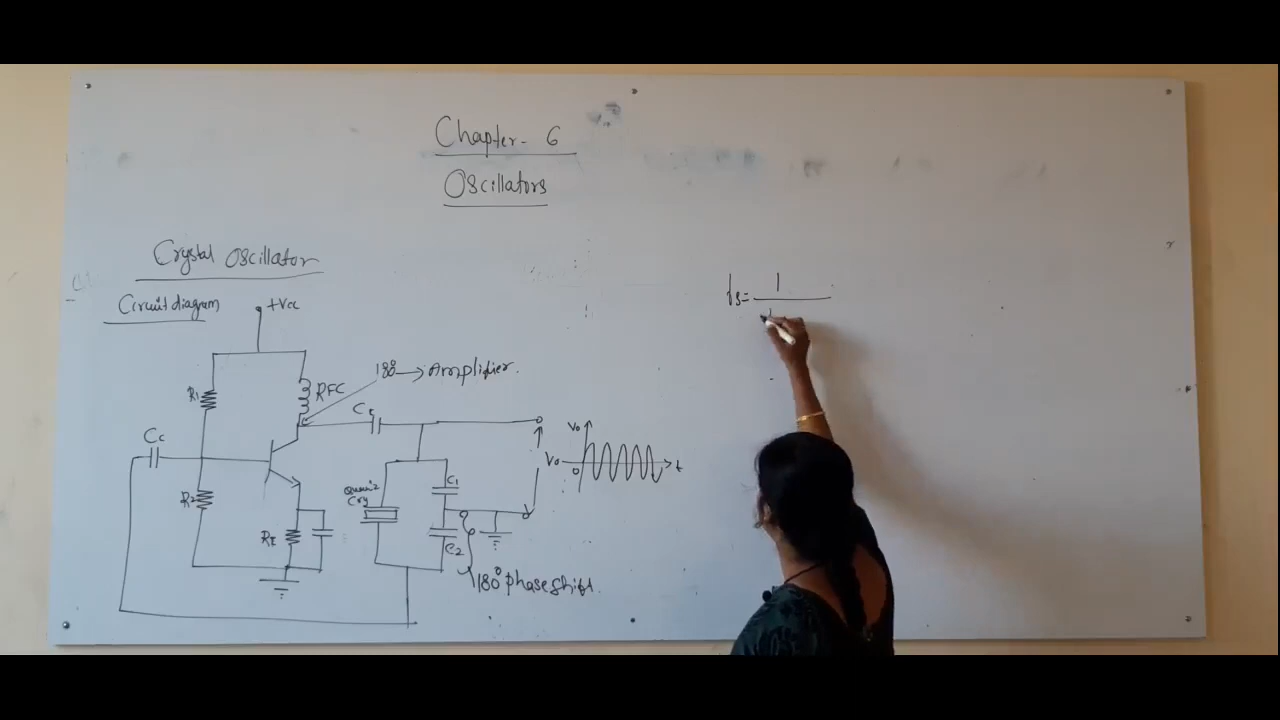 Chapter - 6
Oscillators
Crystal Oscillator
Circuit diagram
+Vcc
R1
RFC
180° → Amplifier.
Cc
Cc
R2
RE
Quartz
Cry
C1
C2
180° phase shift.
Vo
Vo
0
t
fs = 1